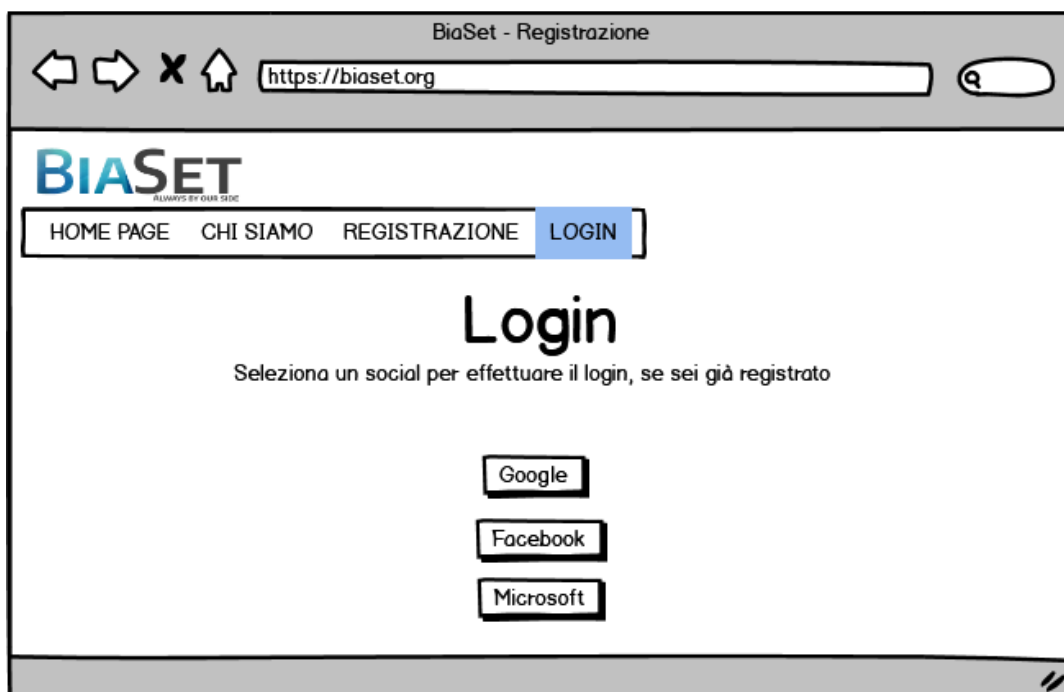 BiaSet - Registrazione
https://biaset.org
BIASET
ALWAYS BY OUR SIDE
HOME PAGE CHI SIAMO REGISTRAZIONE LOGIN
Login
Seleziona un social per effettuare il login, se sei già registrato
Google
Facebook
Microsoft